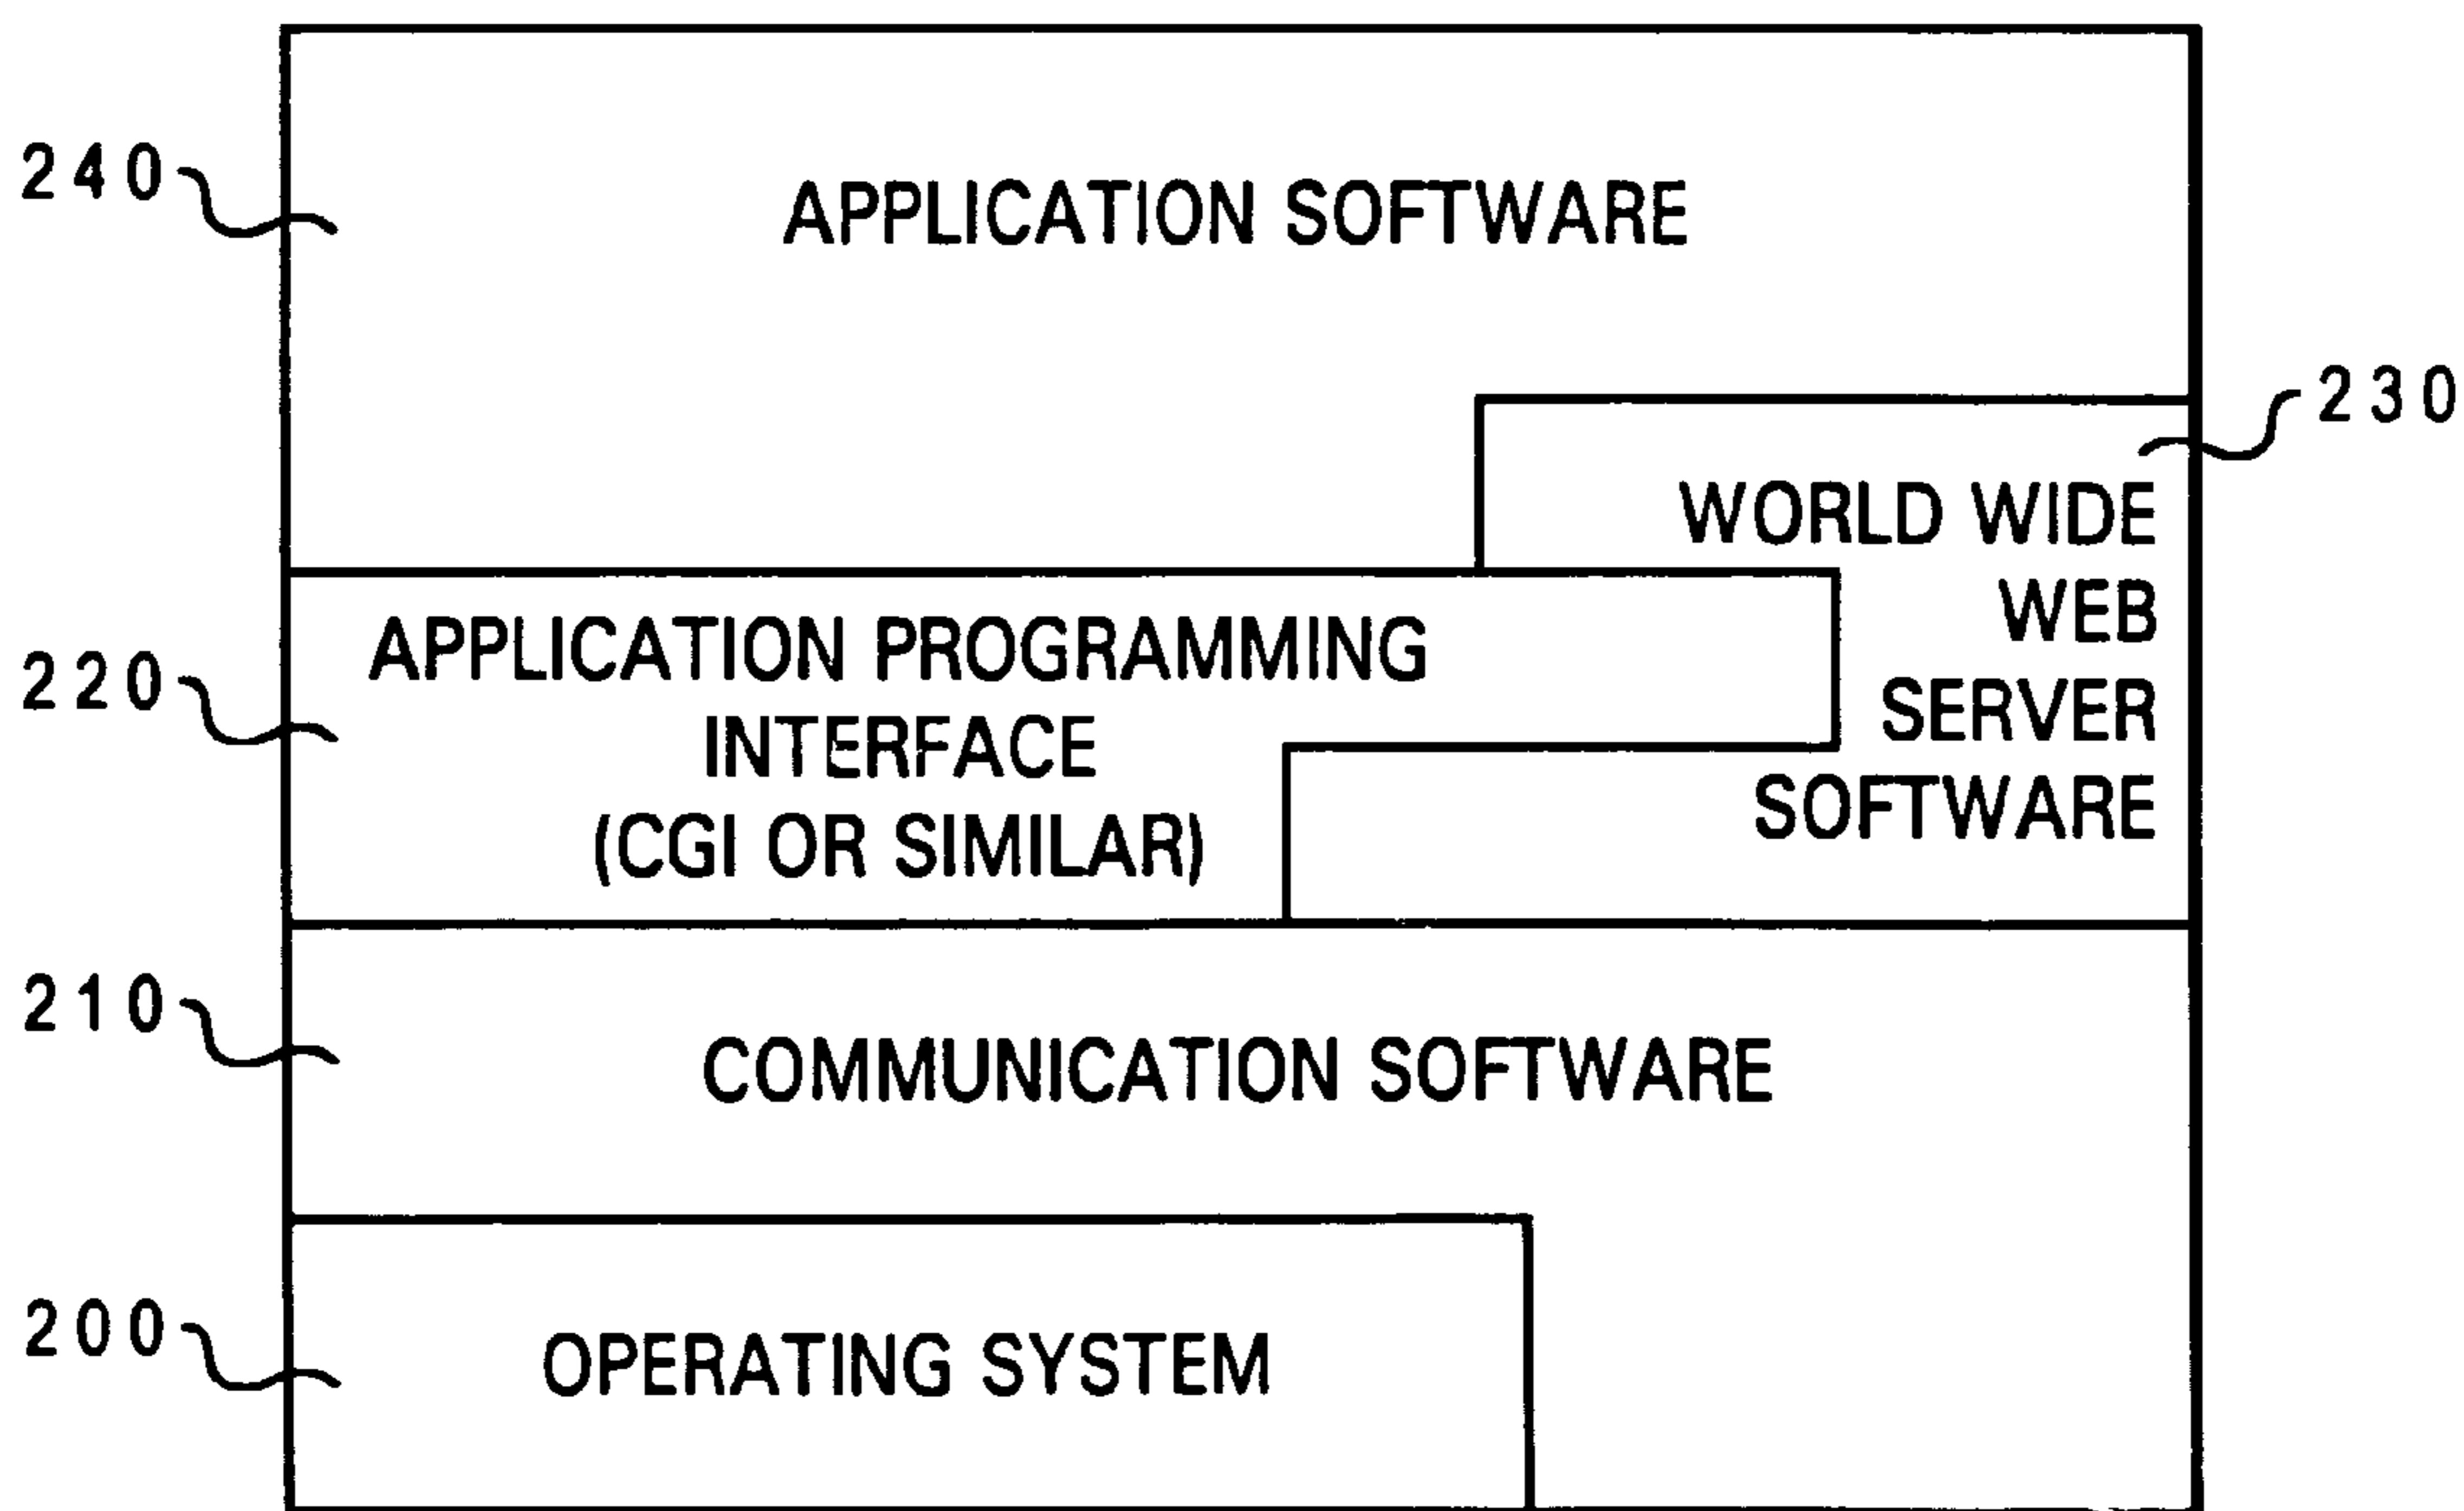 240
APPLICATION SOFTWARE
230
WORLD WIDE
WEB
SERVER
SOFTWARE
220
APPLICATION PROGRAMMING
INTERFACE
(CGI OR SIMILAR)
210
COMMUNICATION SOFTWARE
200
OPERATING SYSTEM